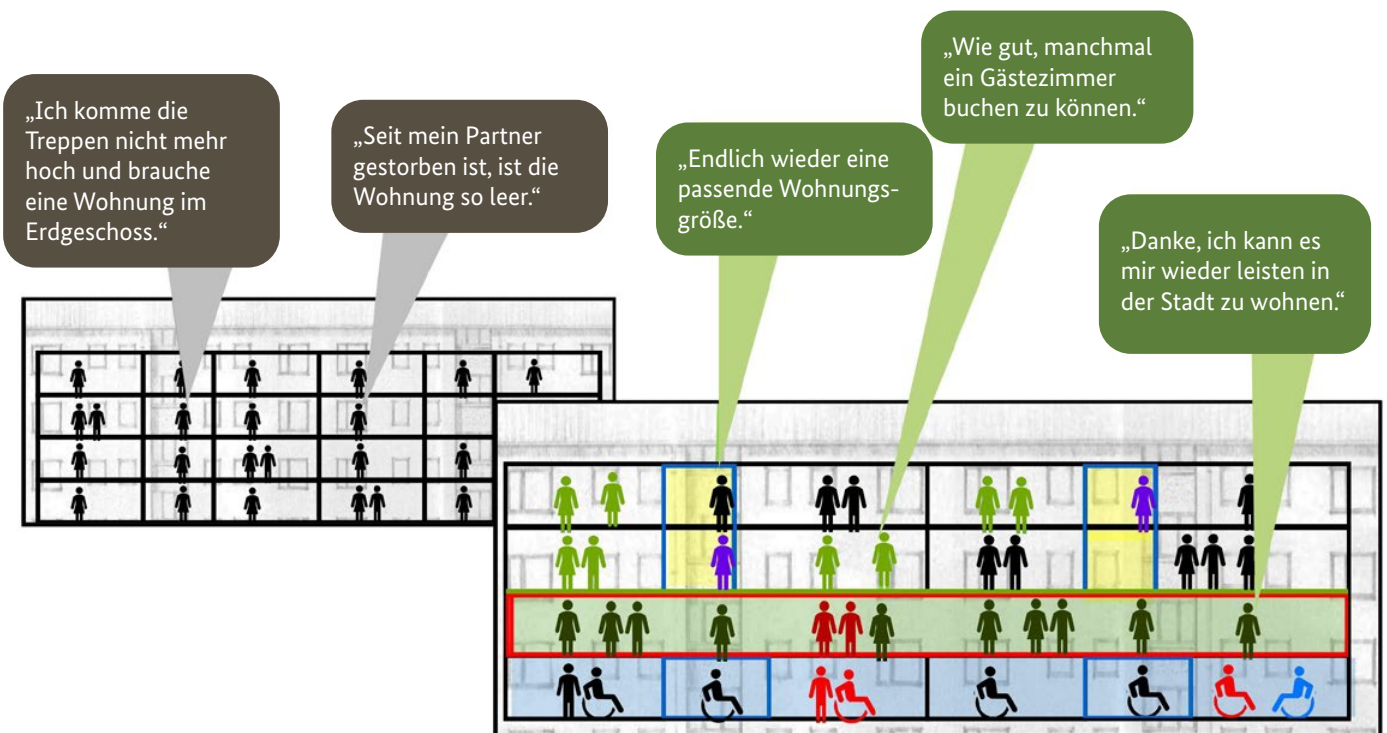 „Ich komme die
Treppen nicht mehr
hoch und brauche
eine Wohnung im
Erdgeschoss.“
„Seit mein Partner
gestorben ist, ist die
Wohnung so leer.“
„Endlich wieder eine
passende Wohnungs-
größe.“
„Wie gut, manchmal
ein Gästezimmer
buchen zu können.“
„Danke, ich kann es
mir wieder leisten in
der Stadt zu wohnen.“